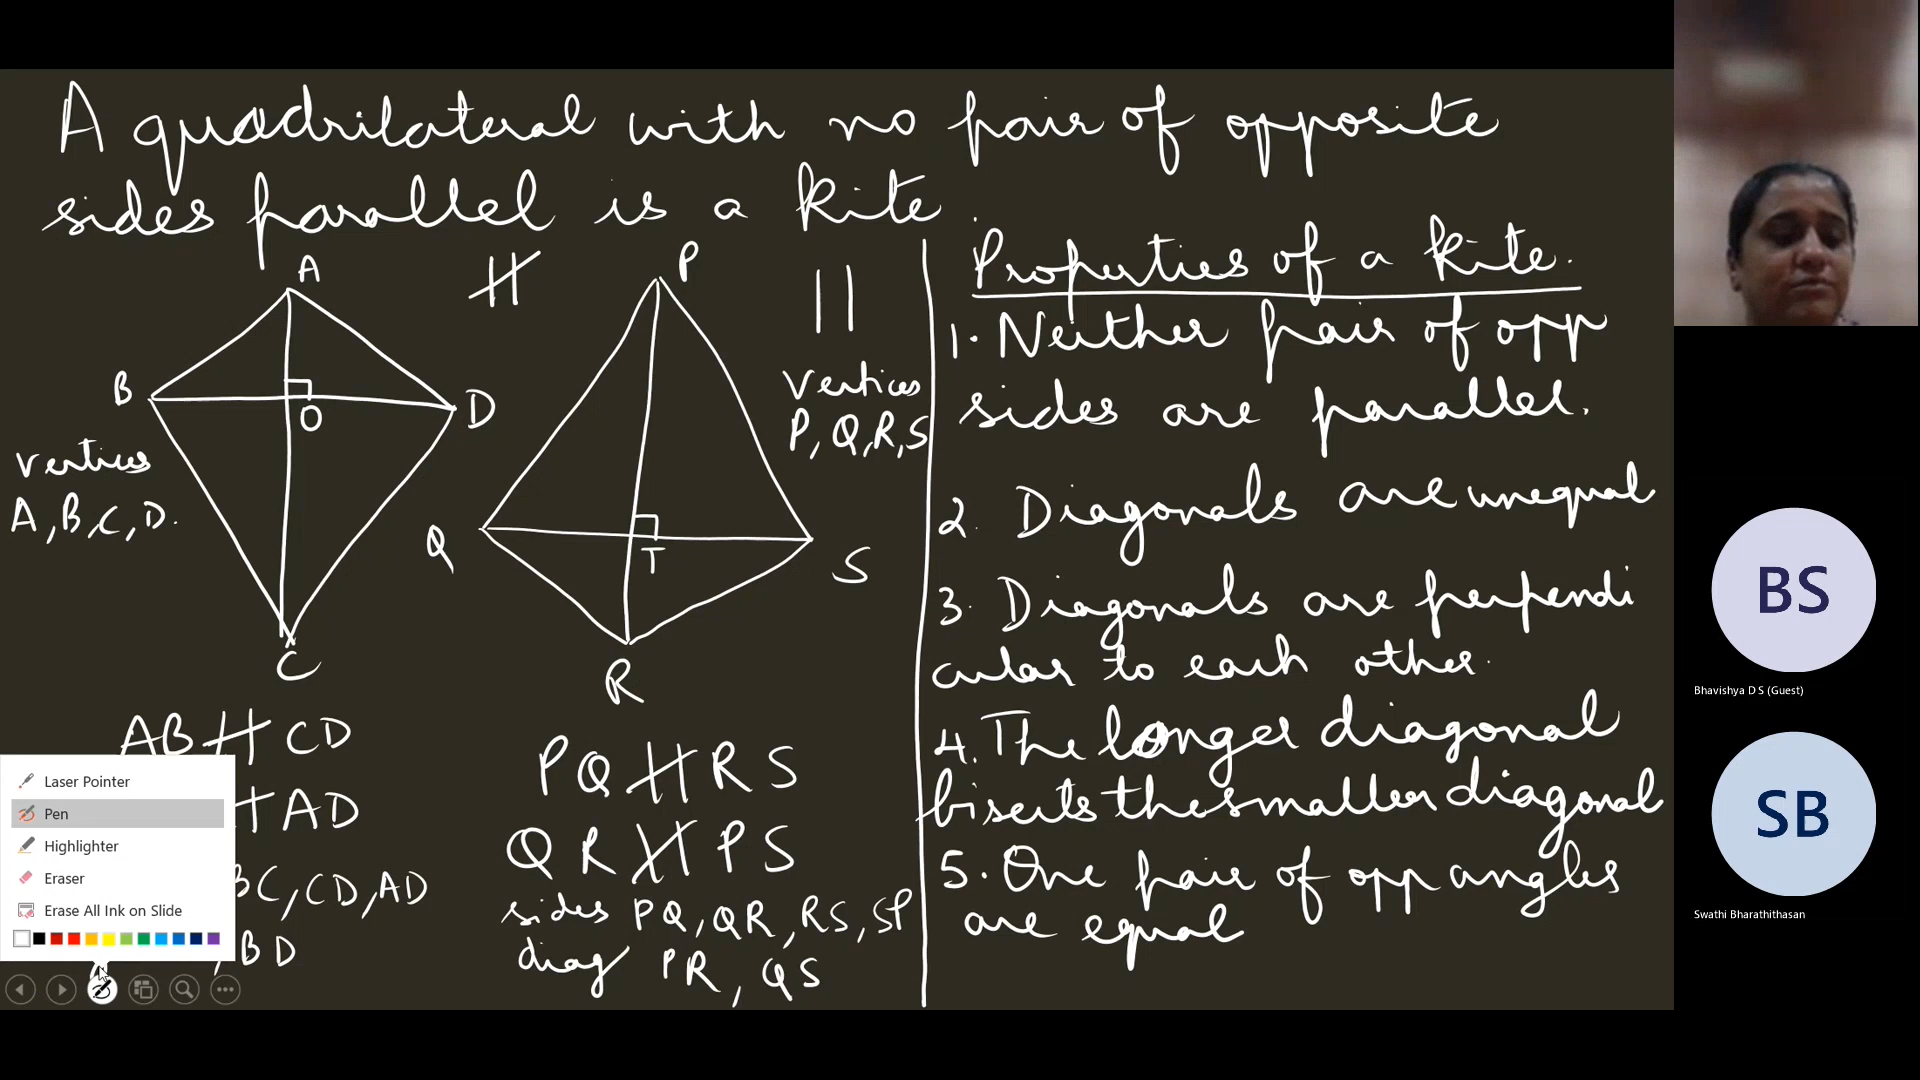 A quadrilateral with no pair of opposite
sides parallel is a kite
A
B
O
D
C
vertices
A, B, C, D.
∦
P
Q
T
S
R
||
vertices
P, Q, R, S
AB ∦ CD
∦ AD
BC, CD, AD
, BD
PQ ∦ RS
QR ∦ PS
sides PQ, QR, RS, SP
diag PR, QS
Properties of a kite.
1. Neither pair of opp
sides are parallel.
2. Diagonals are unequal
3. Diagonals are perpendi
cular to each other.
4. The longer diagonal
bisects the smaller diagonal
5. One pair of opp angles
are equal
Laser Pointer
Pen
Highlighter
Eraser
Erase All Ink on Slide
BS
Bhavishya D S (Guest)
SB
Swathi Bharathithasan